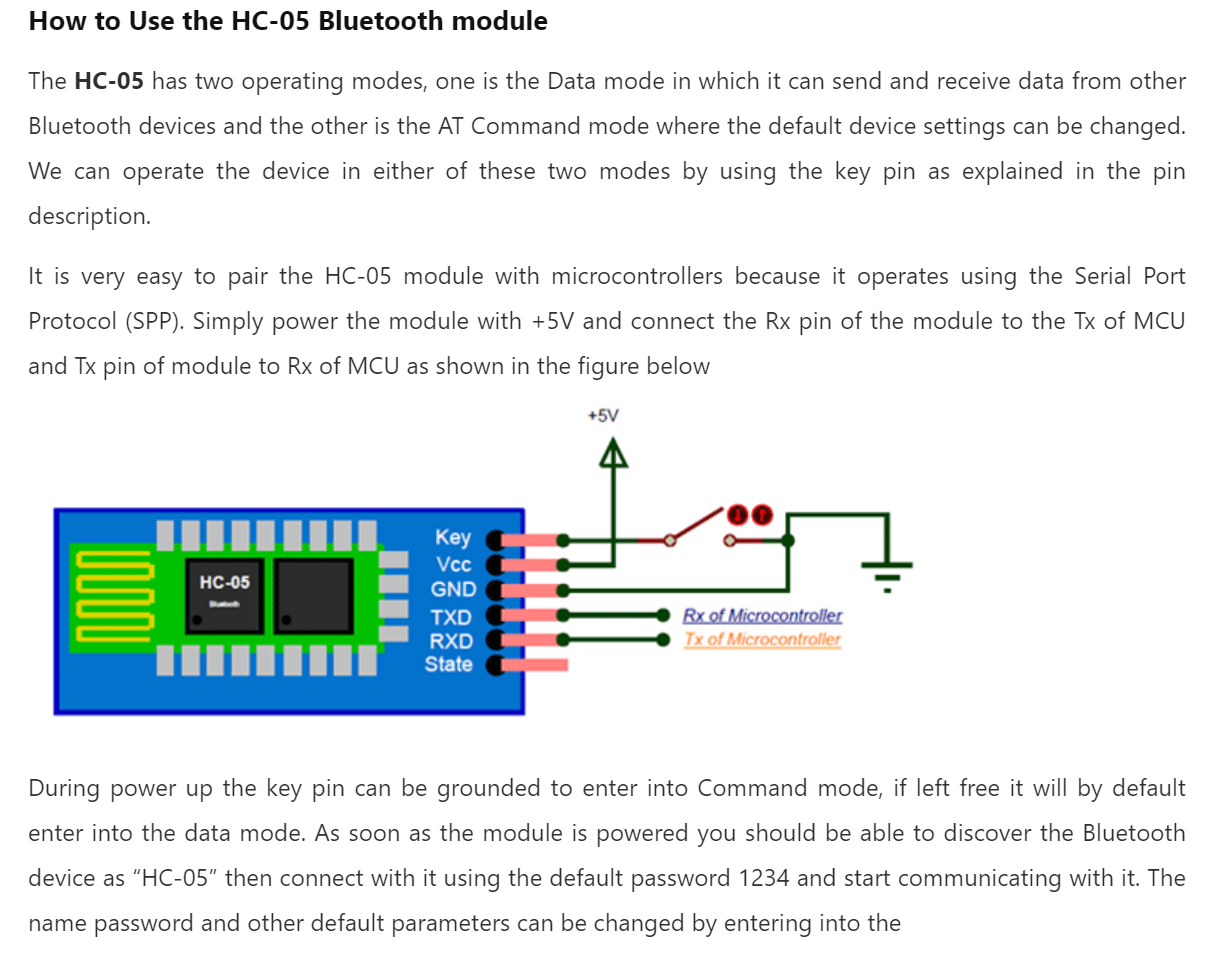 How to Use the HC-05 Bluetooth module
The HC-05 has two operating modes, one is the Data mode in which it can send and receive data from other
Bluetooth devices and the other is the AT Command mode where the default device settings can be changed.
We can operate the device in either of these two modes by using the key pin as explained in the pin
description.
It is very easy to pair the HC-05 module with microcontrollers because it operates using the Serial Port
Protocol (SPP). Simply power the module with +5V and connect the Rx pin of the module to the Tx of MCU
and Tx pin of module to Rx of MCU as shown in the figure below
+5V
Key
Vcc
GND
TXD
RXD
State
HC-05
Bluetooth
Rx of Microcontroller
Tx of Microcontroller
During power up the key pin can be grounded to enter into Command mode, if left free it will by default
enter into the data mode. As soon as the module is powered you should be able to discover the Bluetooth
device as “HC-05” then connect with it using the default password 1234 and start communicating with it. The
name password and other default parameters can be changed by entering into the